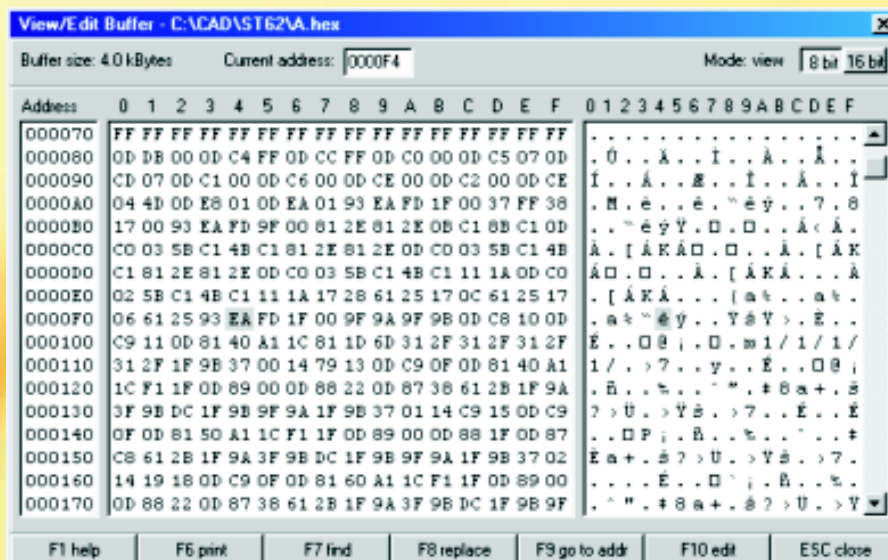 View/Edit Buffer - C:\CAD\ST62\A.hex
Buffer size: 4.0 kBytes Current address: 0000F4 Mode: view 8 bit 16 bit
Address 0 1 2 3 4 5 6 7 8 9 A B C D E F 0 1 2 3 4 5 6 7 8 9 A B C D E F
000070 FF FF FF FF FF FF FF FF FF FF FF FF FF FF FF FF
000080 0D DB 00 0D C4 FF 0D CC FF 0D C0 00 0D C5 07 0D
000090 CD 07 0D C1 00 0D C6 00 0D CE 00 0D C2 00 0D CE
0000A0 04 4D 0D E8 01 0D EA 01 93 EA FD 1F 00 37 FF 38
0000B0 17 00 93 EA FD 9F 00 81 2E 81 2E 0B C1 8B C1 0D
0000C0 C0 03 5B C1 4B C1 81 2E 81 2E 0D C0 03 5B C1 4B
0000D0 C1 81 2E 81 2E 0D C0 03 5B C1 4B C1 11 1A 0D C0
0000E0 02 5B C1 4B C1 11 1A 17 28 61 25 17 0C 61 25 17
0000F0 06 61 25 93 EA FD 1F 00 9F 9A 9F 9B 0D C8 10 0D
000100 C9 11 0D 81 40 A1 1C 81 1D 6D 31 2F 31 2F 31 2F
000110 31 2F 1F 9B 37 00 14 79 13 0D C9 0F 0D 81 40 A1
000120 1C F1 1F 0D 89 00 0D 88 22 0D 87 38 61 2B 1F 9A
000130 3F 9B DC 1F 9B 9F 9A 1F 9B 37 01 14 C9 15 0D C9
000140 0F 0D 81 50 A1 1C F1 1F 0D 89 00 0D 88 1F 0D 87
000150 C8 61 2B 1F 9A 3F 9B DC 1F 9B 9F 9A 1F 9B 37 02
000160 14 19 18 0D C9 0F 0D 81 60 A1 1C F1 1F 0D 89 00
000170 0D 88 22 0D 87 38 61 2B 1F 9A 3F 9B DC 1F 9B 9F
F1 help F6 print F7 find F8 replace F9 go to addr F10 edit ESC close